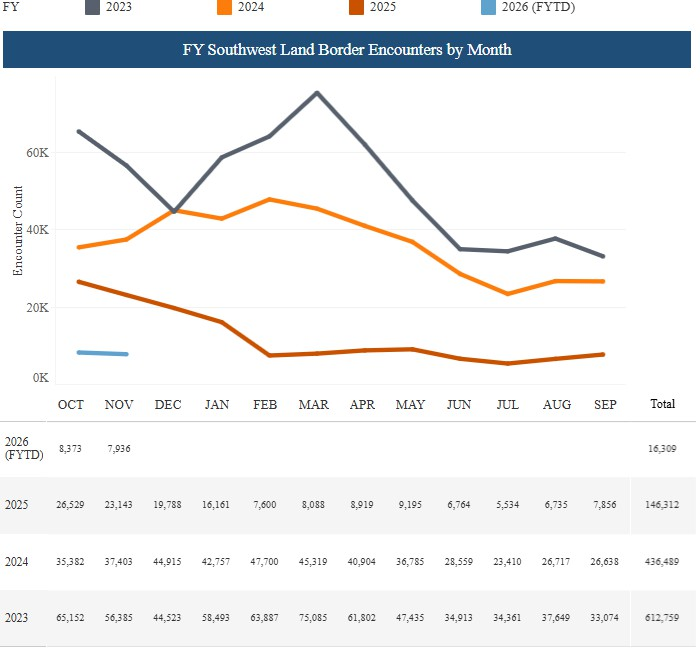 FY 2023 2024 2025 2026 (FYTD)
FY Southwest Land Border Encounters by Month
Encounter Count
60K
40K
20K
0K
OCT NOV DEC JAN FEB MAR APR MAY JUN JUL AUG SEP Total
2026
(FYTD) 8,373 7,936 16,309
2025 26,529 23,143 19,788 16,161 7,600 8,088 8,919 9,195 6,764 5,534 6,735 7,856 146,312
2024 35,382 37,403 44,915 42,757 47,700 45,319 40,904 36,785 28,559 23,410 26,717 26,638 436,489
2023 65,152 56,385 44,523 58,493 63,887 75,085 61,802 47,435 34,913 34,361 37,649 33,074 612,759